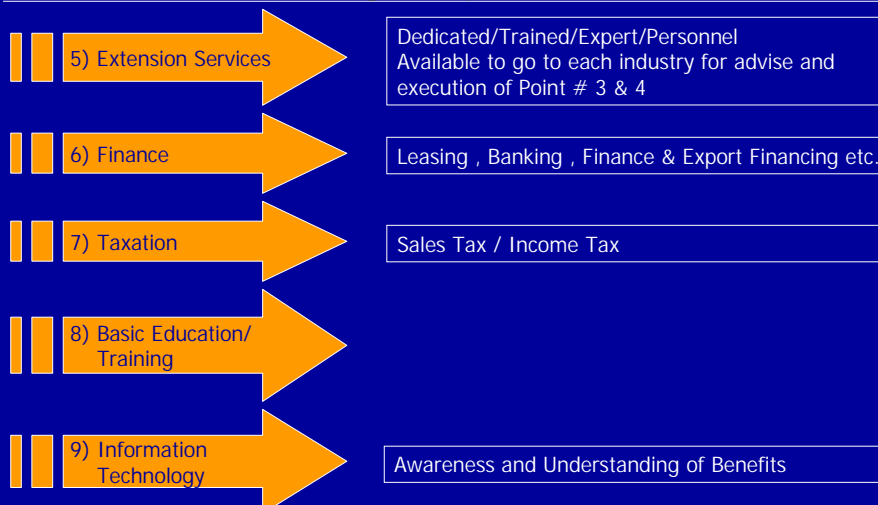 5) Extension Services
Dedicated/Trained/Expert/Personnel
Available to go to each industry for advise and
execution of Point # 3 & 4
6) Finance
Leasing , Banking , Finance & Export Financing etc.
7) Taxation
Sales Tax / Income Tax
8) Basic Education/
Training
9) Information
Technology
Awareness and Understanding of Benefits